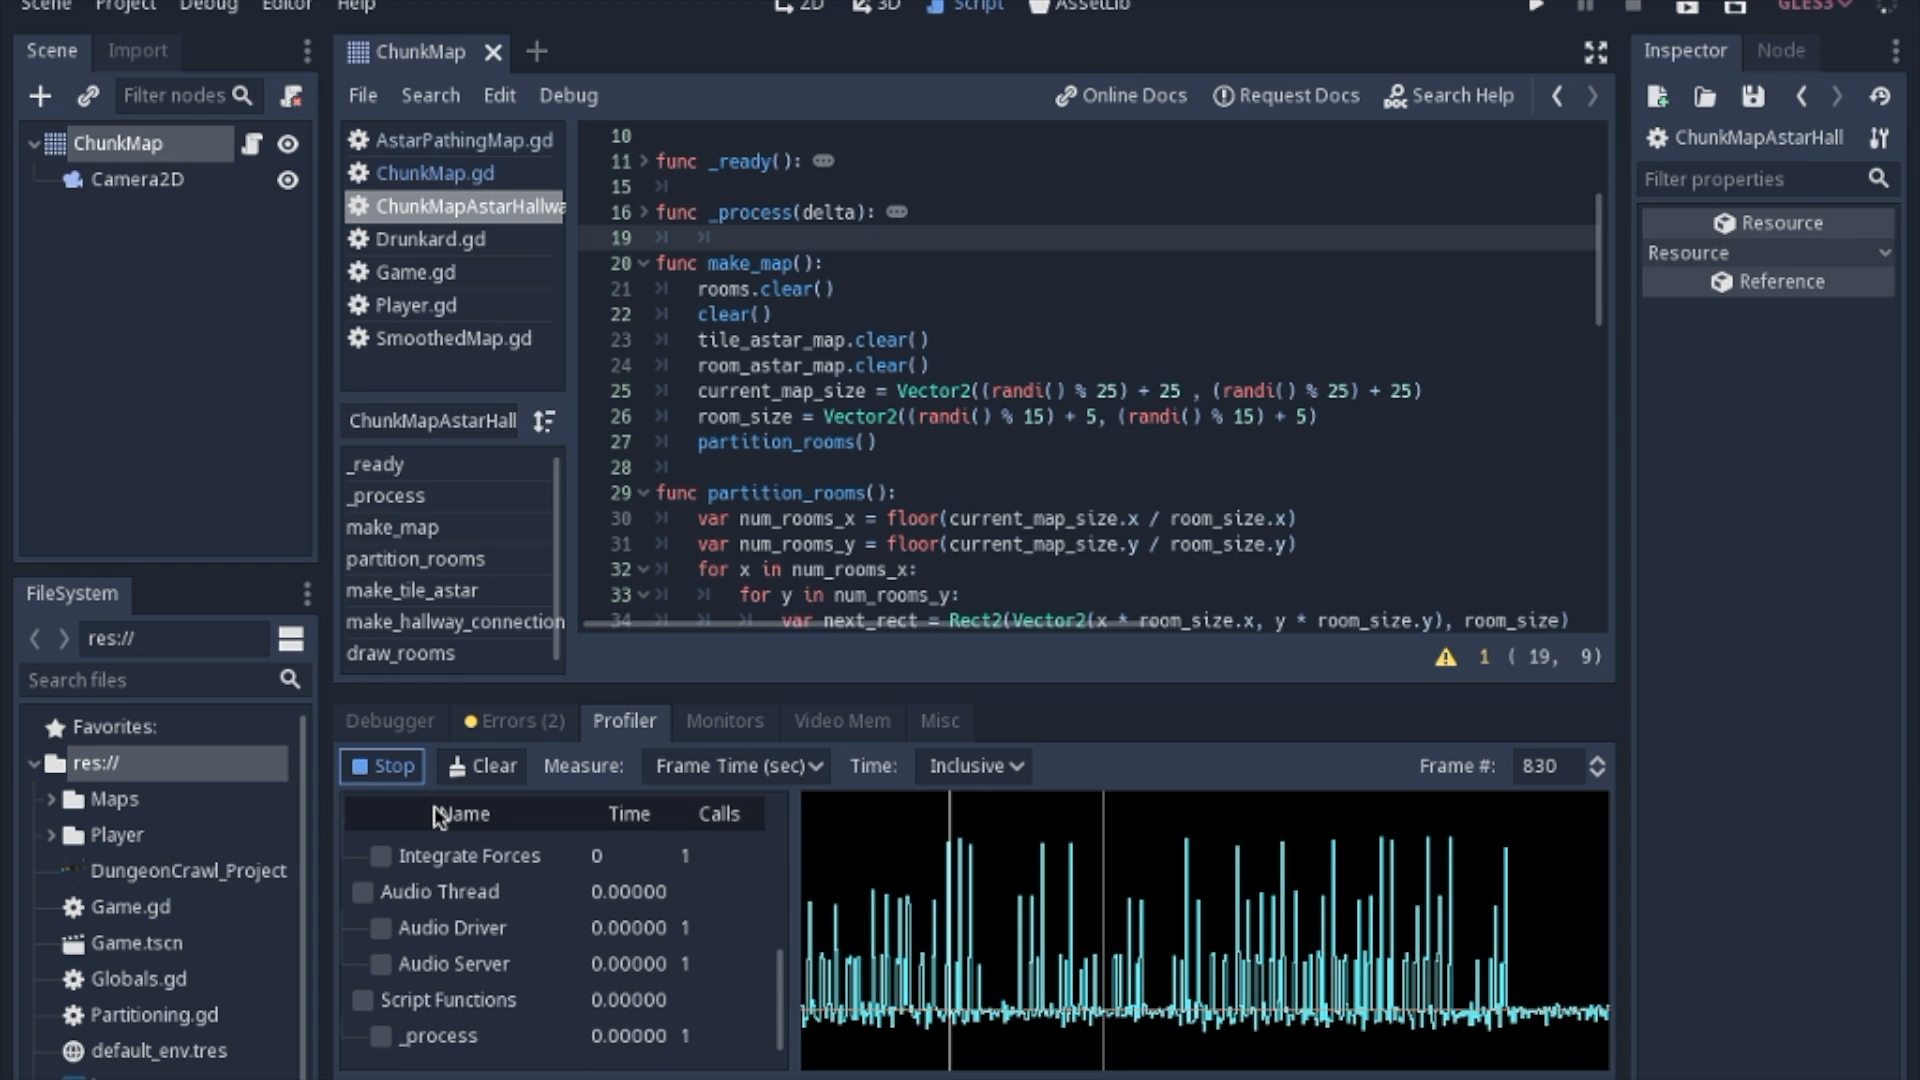 Scene Project Debug Editor Help
2D 3D Script AssetLib
GLES3
Scene Import
Filter nodes
ChunkMap
Camera2D
FileSystem
res://
Search files
Favorites:
res://
Maps
Player
DungeonCrawl_Project
Game.gd
Game.tscn
Globals.gd
Partitioning.gd
default_env.tres
ChunkMap
File Search Edit Debug
Online Docs Request Docs Search Help
AstarPathingMap.gd
ChunkMap.gd
ChunkMapAstarHallwa
Drunkard.gd
Game.gd
Player.gd
SmoothedMap.gd
ChunkMapAstarHall
_ready
_process
make_map
partition_rooms
make_tile_astar
make_hallway_connection
draw_rooms
10
11 func _ready():
15
16 func _process(delta):
19
20 func make_map():
21 rooms.clear()
22 clear()
23 tile_astar_map.clear()
24 room_astar_map.clear()
25 current_map_size = Vector2((randi() % 25) + 25 , (randi() % 25) + 25)
26 room_size = Vector2((randi() % 15) + 5, (randi() % 15) + 5)
27 partition_rooms()
28
29 func partition_rooms():
30 var num_rooms_x = floor(current_map_size.x / room_size.x)
31 var num_rooms_y = floor(current_map_size.y / room_size.y)
32 for x in num_rooms_x:
33 for y in num_rooms_y:
34 var next_rect = Rect2(Vector2(x * room_size.x, y * room_size.y), room_size)
1 ( 19, 9)
Debugger Errors (2) Profiler Monitors Video Mem Misc
Stop Clear Measure: Frame Time (sec) Time: Inclusive Frame #: 830
Name Time Calls
Integrate Forces 0 1
Audio Thread 0.00000
Audio Driver 0.00000 1
Audio Server 0.00000 1
Script Functions 0.00000
_process 0.00000 1
Inspector Node
ChunkMapAstarHall
Filter properties
Resource
Resource
Reference